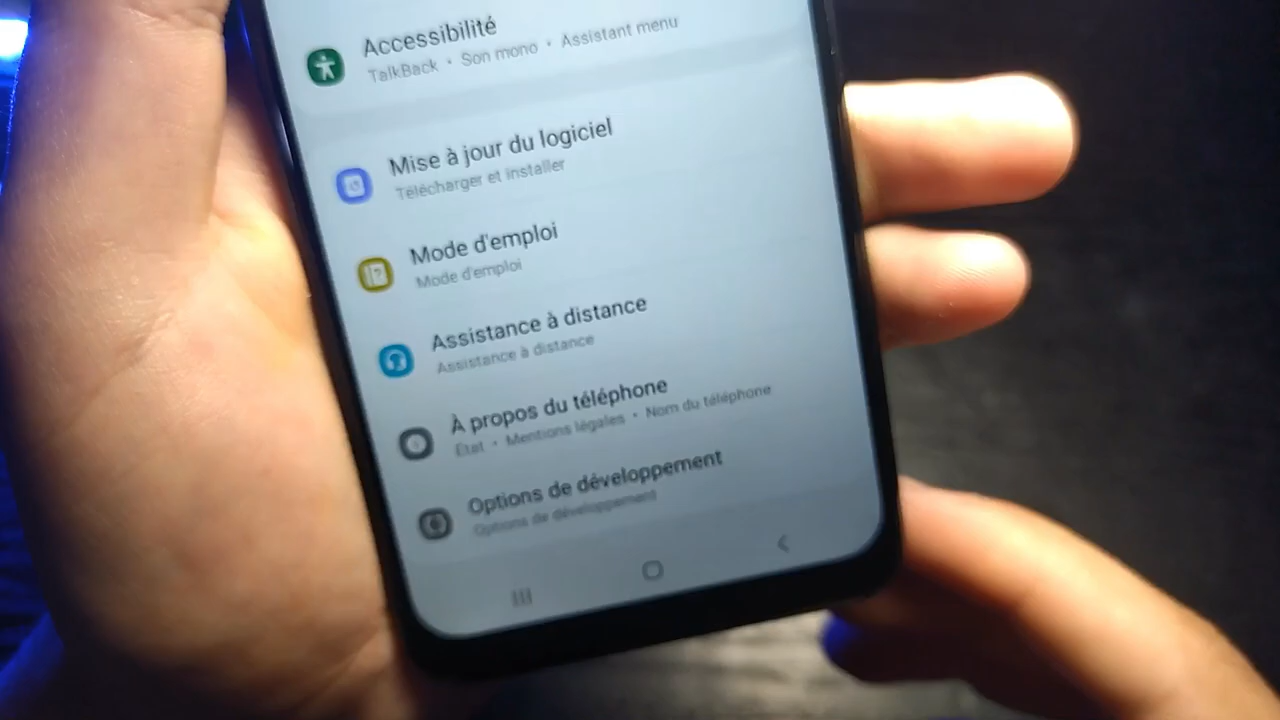 Accessibilité
TalkBack • Son mono • Assistant menu
Mise à jour du logiciel
Télécharger et installer
Mode d'emploi
Mode d'emploi
Assistance à distance
Assistance à distance
À propos du téléphone
État • Mentions légales • Nom du téléphone
Options de développement
Options de développement